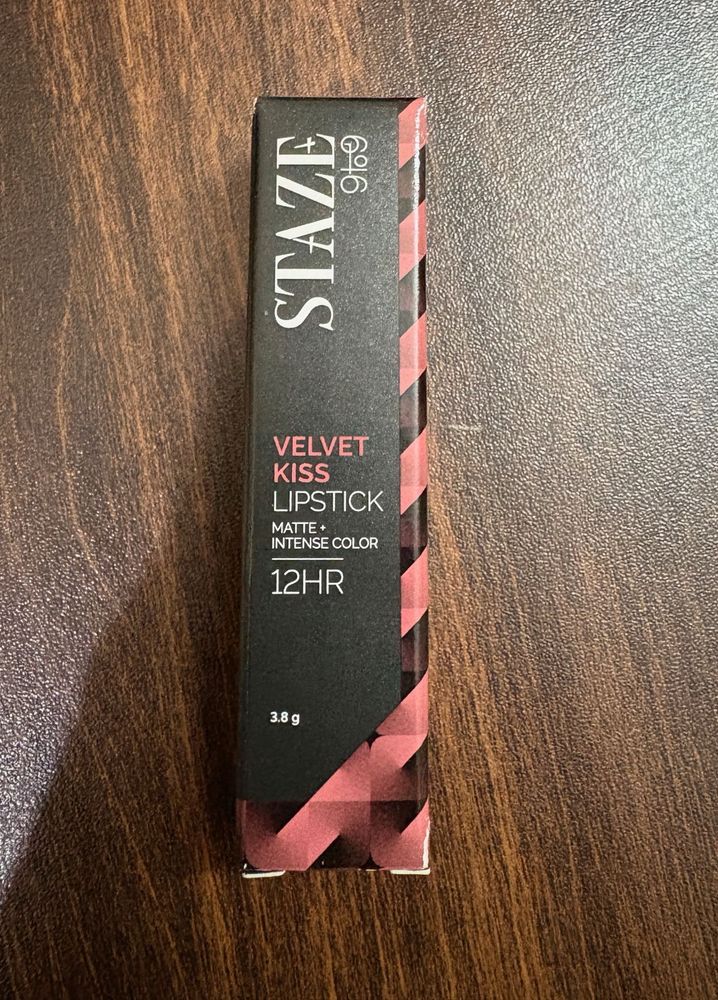 STAZE
9to9
VELVET
KISS
LIPSTICK
MATTE +
INTENSE COLOR
12HR
3.8 g